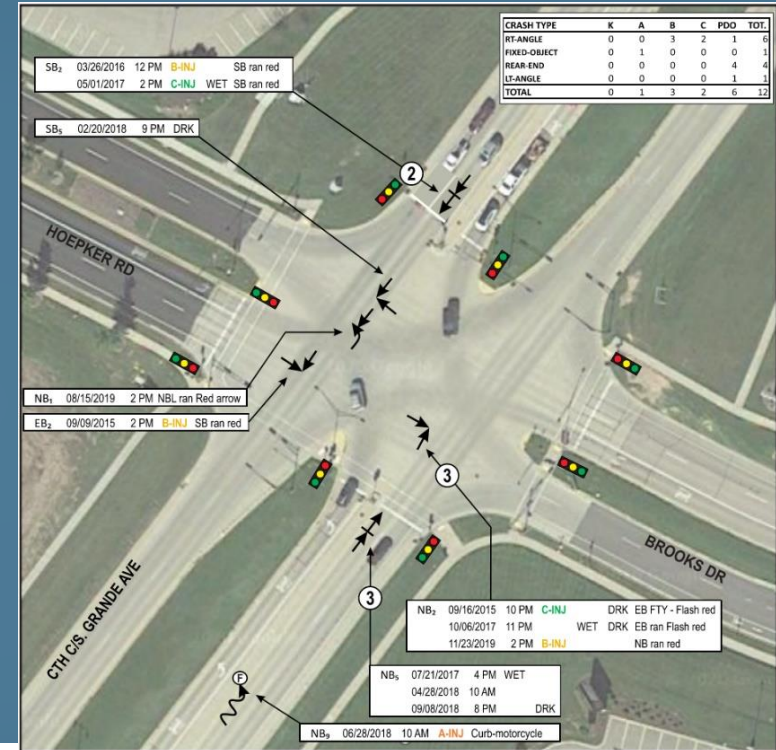 CRASH TYPE K A B C PDO TOT.
RT-ANGLE 0 0 3 2 1 6
FIXED-OBJECT 0 1 0 0 0 1
REAR-END 0 0 0 0 4 4
LT-ANGLE 0 0 0 0 1 1
TOTAL 0 1 3 2 6 12
SB₂ 03/26/2016 12 PM B-INJ SB ran red
05/01/2017 2 PM C-INJ WET SB ran red
SB₅ 02/20/2018 9 PM DRK
2
HOEPKER RD
NB₁ 08/15/2019 2 PM NBL ran Red arrow
EB₂ 09/09/2015 2 PM B-INJ SB ran red
3
BROOKS DR
CTH C/S. GRANDE AVE
3
NB₂ 09/16/2015 10 PM C-INJ DRK EB FTY - Flash red
10/06/2017 11 PM WET DRK EB ran Flash red
11/23/2019 2 PM B-INJ NB ran red
NB₅ 07/21/2017 4 PM WET
04/28/2018 10 AM
09/08/2018 8 PM DRK
F
NB₉ 06/28/2018 10 AM A-INJ Curb-motorcycle